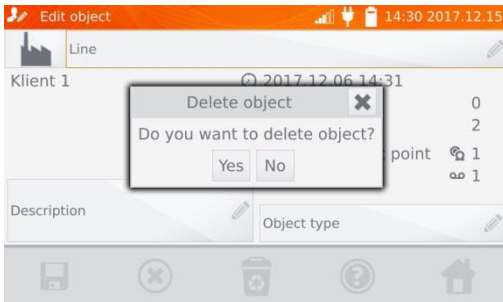 Edit object 14:30 2017.12.15
Line
Klient 1 2017.12.06 14:31
Delete object
0
Do you want to delete object?
2
point 1
Yes No
1
Description
Object type